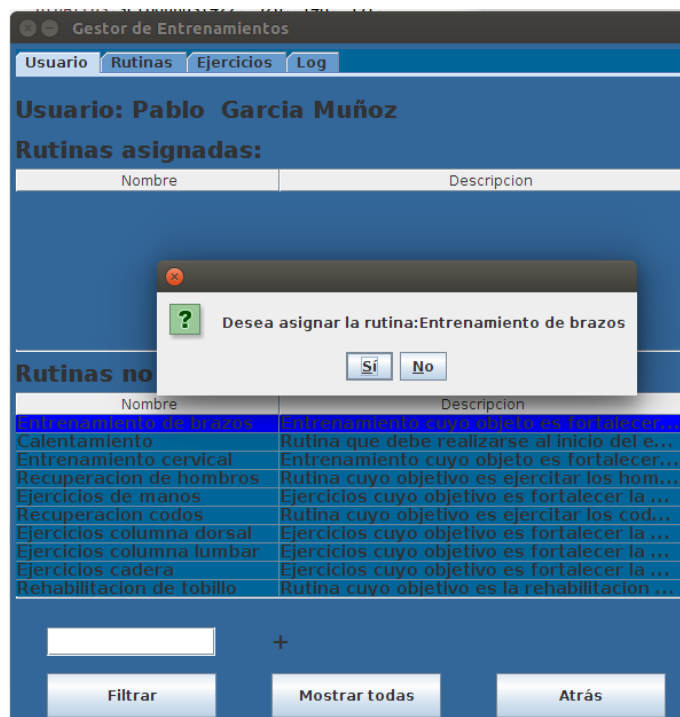 Gestor de Entrenamientos
Usuario Rutinas Ejercicios Log
Usuario: Pablo Garcia Muñoz
Rutinas asignadas:
Nombre Descripcion
?
Desea asignar la rutina:Entrenamiento de brazos
Sí No
Rutinas no
Nombre Descripcion
Entrenamiento de brazos Entrenamiento cuyo objeto es fortalecer...
Calentamiento Rutina que debe realizarse al inicio del e...
Entrenamiento cervical Entrenamiento cuyo objeto es fortalecer...
Recuperacion de hombros Rutina cuyo objetivo es ejercitar los hom...
Ejercicios de manos Ejercicios cuyo objetivo es fortalecer la ...
Recuperacion codos Rutina cuyo objetivo es ejercitar los cod...
Ejercicios columna dorsal Ejercicios cuyo objetivo es fortalecer la ...
Ejercicios columna lumbar Ejercicios cuyo objetivo es fortalecer la ...
Ejercicios cadera Ejercicios cuyo objetivo es fortalecer la ...
Rehabilitacion de tobillo Rutina cuyo objetivo es la rehabilitacion ...
+
Filtrar Mostrar todas Atrás